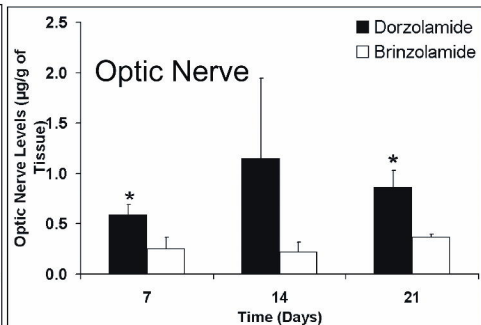 2.5
Dorzolamide
Brinzolamide
2.0
Optic Nerve
1.5
1.0
0.5
0.0
*
*
7
14
21
Time (Days)
Optic Nerve Levels (µg/g of
Tissue)